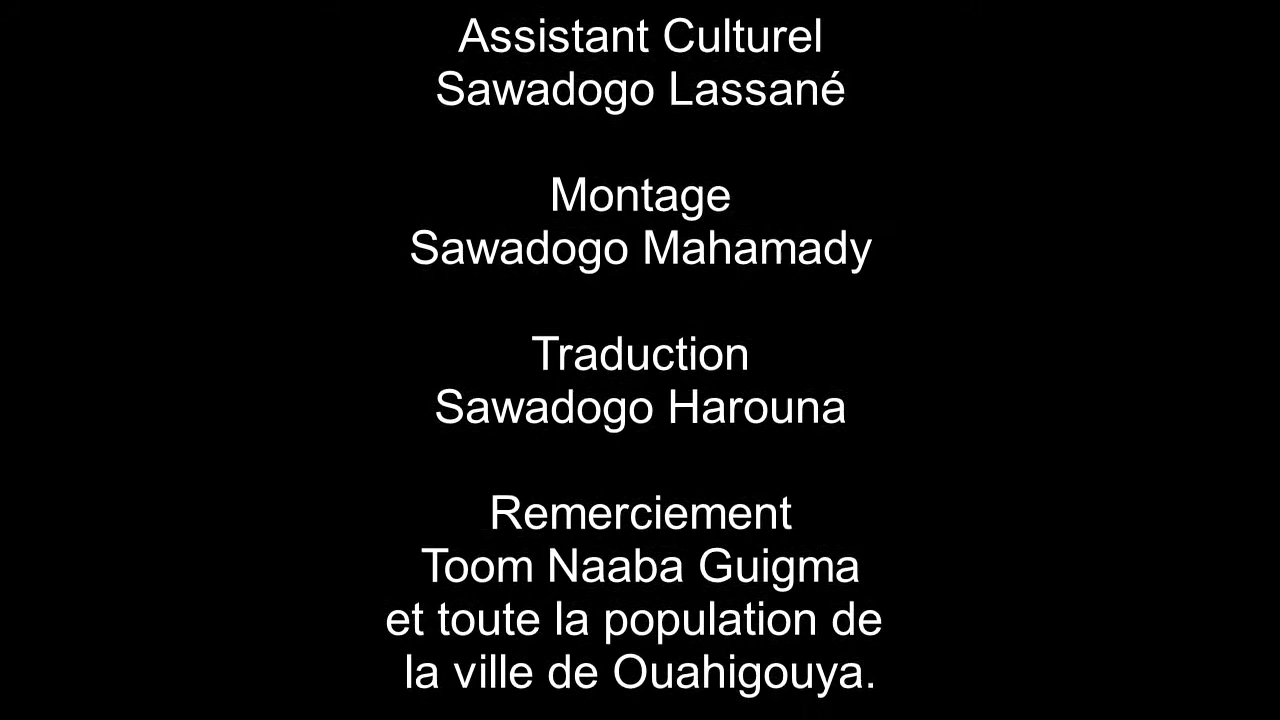 Assistant Culturel
Sawadogo Lassané
Montage
Sawadogo Mahamady
Traduction
Sawadogo Harouna
Remerciement
Toom Naaba Guigma
et toute la population de
la ville de Ouahigouya.